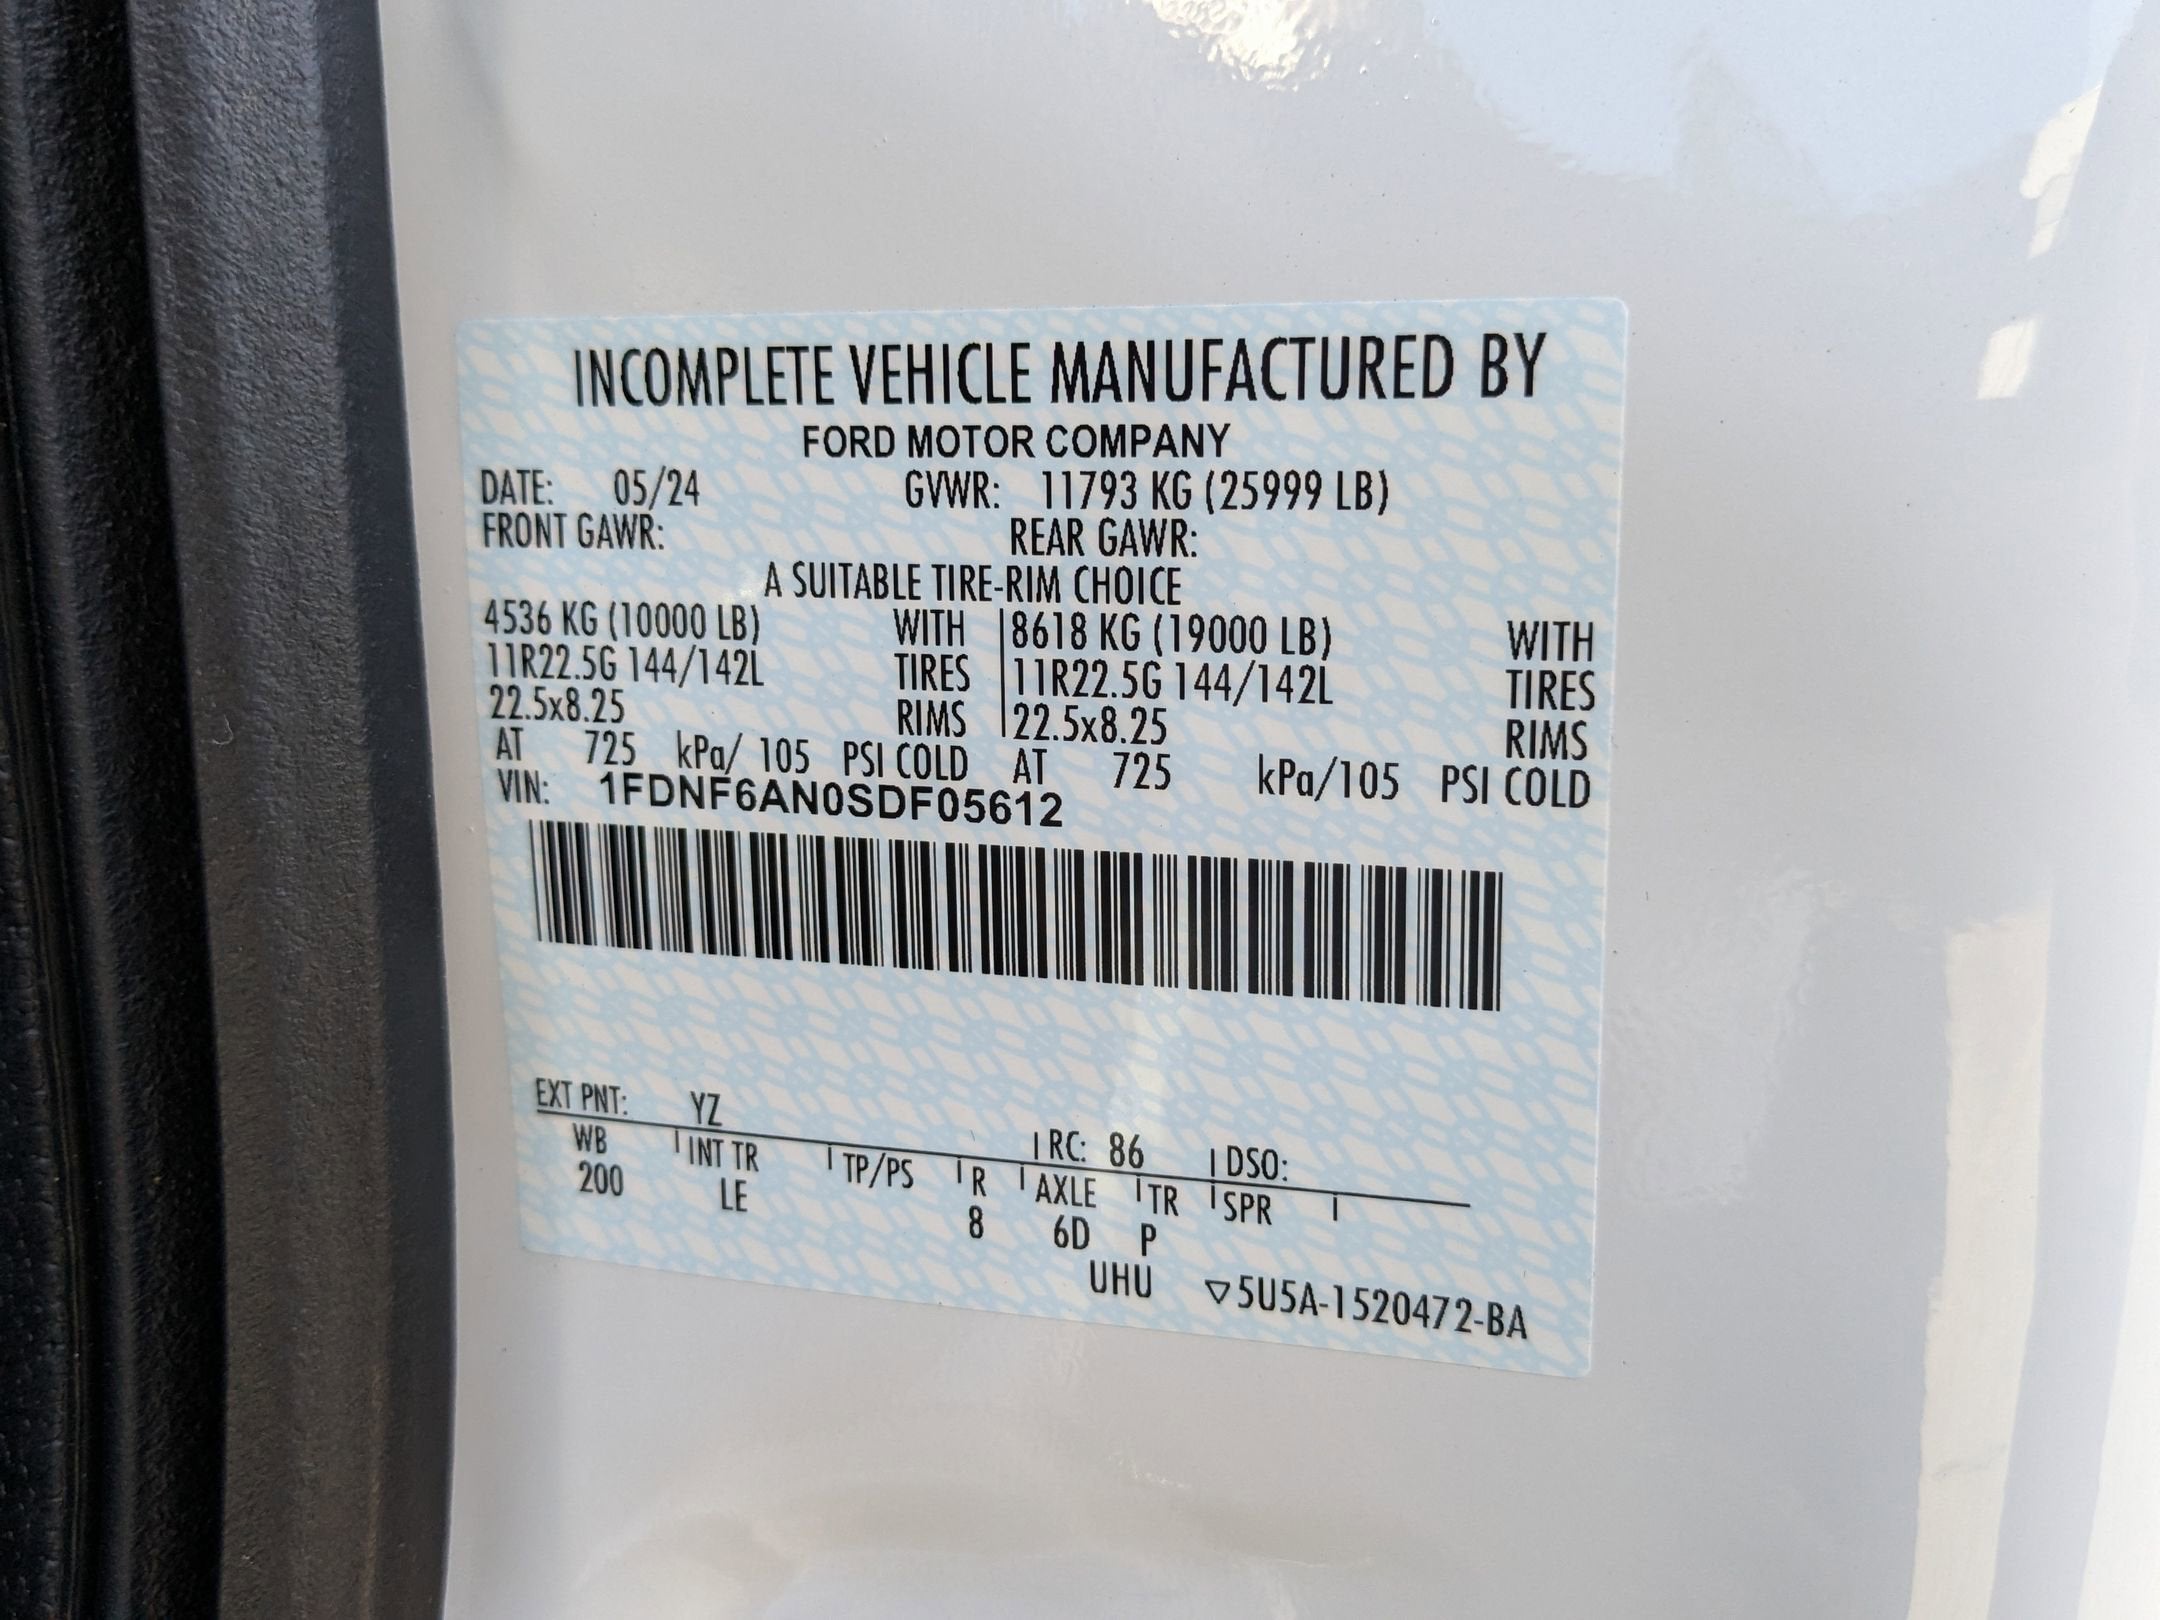 INCOMPLETE VEHICLE MANUFACTURED BY
FORD MOTOR COMPANY
DATE: 05/24 GVWR: 11793 KG (25999 LB)
FRONT GAWR: REAR GAWR:
A SUITABLE TIRE-RIM CHOICE
4536 KG (10000 LB) WITH 8618 KG (19000 LB) WITH
11R22.5G 144/142L TIRES 11R22.5G 144/142L TIRES
22.5x8.25 RIMS 22.5x8.25 RIMS
AT 725 kPa/ 105 PSI COLD AT 725 kPa/105 PSI COLD
VIN: 1FDNF6AN0SDF05612
EXT PNT: YZ RC: 86 DSO:
WB INT TR TP/PS R AXLE TR SPR
200 LE 8 6D P
UHU ▽5U5A-1520472-BA